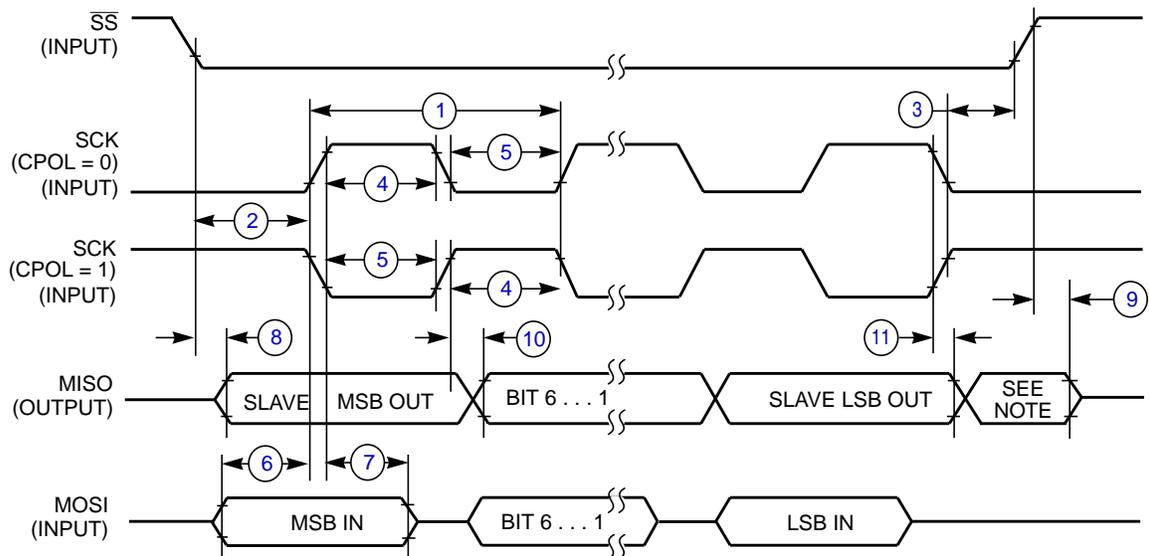 SS
(INPUT)
1
3
SCK
(CPOL = 0)
(INPUT)
5
4
2
SCK
(CPOL = 1)
(INPUT)
5
4
9
8
10
11
MISO
(OUTPUT)
SLAVE
MSB OUT
BIT 6 . . . 1
SLAVE LSB OUT
SEE
NOTE
6
7
MOSI
(INPUT)
MSB IN
BIT 6 . . . 1
LSB IN